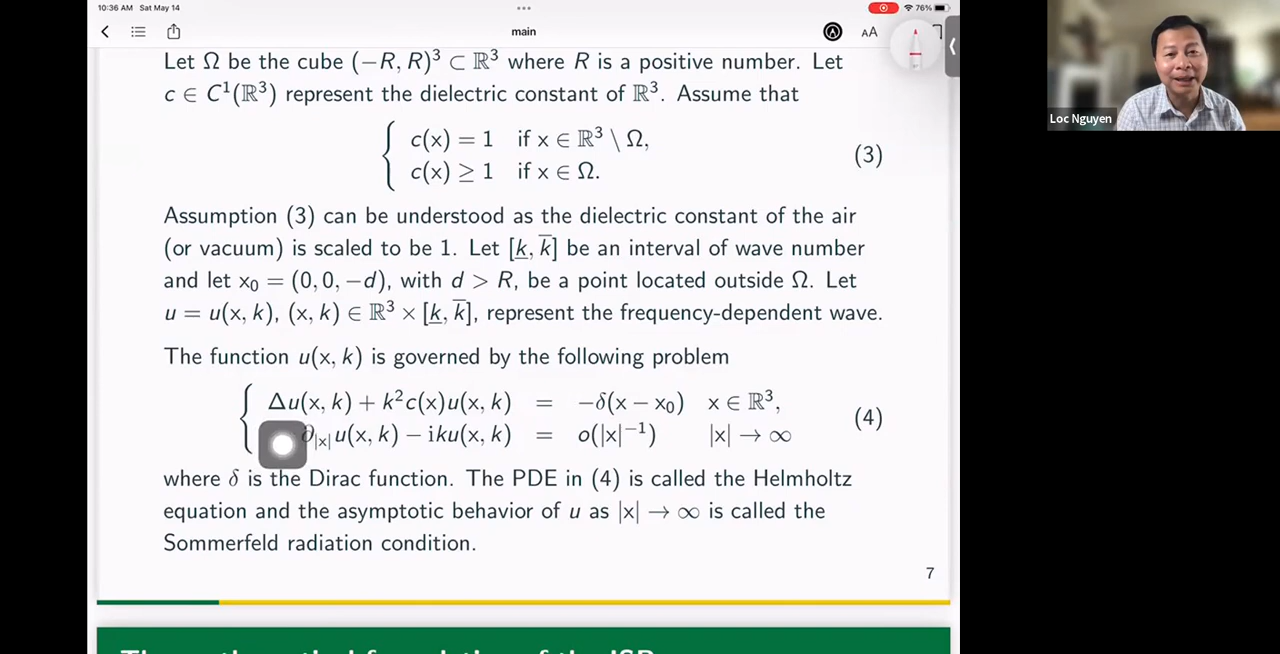 10:36 AM Sat May 14
76%
main
AA
Let Ω be the cube (−R, R)³ ⊂ ℝ³ where R is a positive number. Let
c ∈ C¹(ℝ³) represent the dielectric constant of ℝ³. Assume that
{ c(x) = 1 if x ∈ ℝ³ \ Ω,
c(x) ≥ 1 if x ∈ Ω. (3)
Assumption (3) can be understood as the dielectric constant of the air
(or vacuum) is scaled to be 1. Let [k̲, k̅] be an interval of wave number
and let x₀ = (0, 0, −d), with d > R, be a point located outside Ω. Let
u = u(x, k), (x, k) ∈ ℝ³ × [k̲, k̅], represent the frequency-dependent wave.
The function u(x, k) is governed by the following problem
{ Δu(x, k) + k²c(x)u(x, k) = −δ(x − x₀) x ∈ ℝ³,
∂|x|u(x, k) − iku(x, k) = o(|x|⁻¹) |x| → ∞ (4)
where δ is the Dirac function. The PDE in (4) is called the Helmholtz
equation and the asymptotic behavior of u as |x| → ∞ is called the
Sommerfeld radiation condition.
7
Loc Nguyen